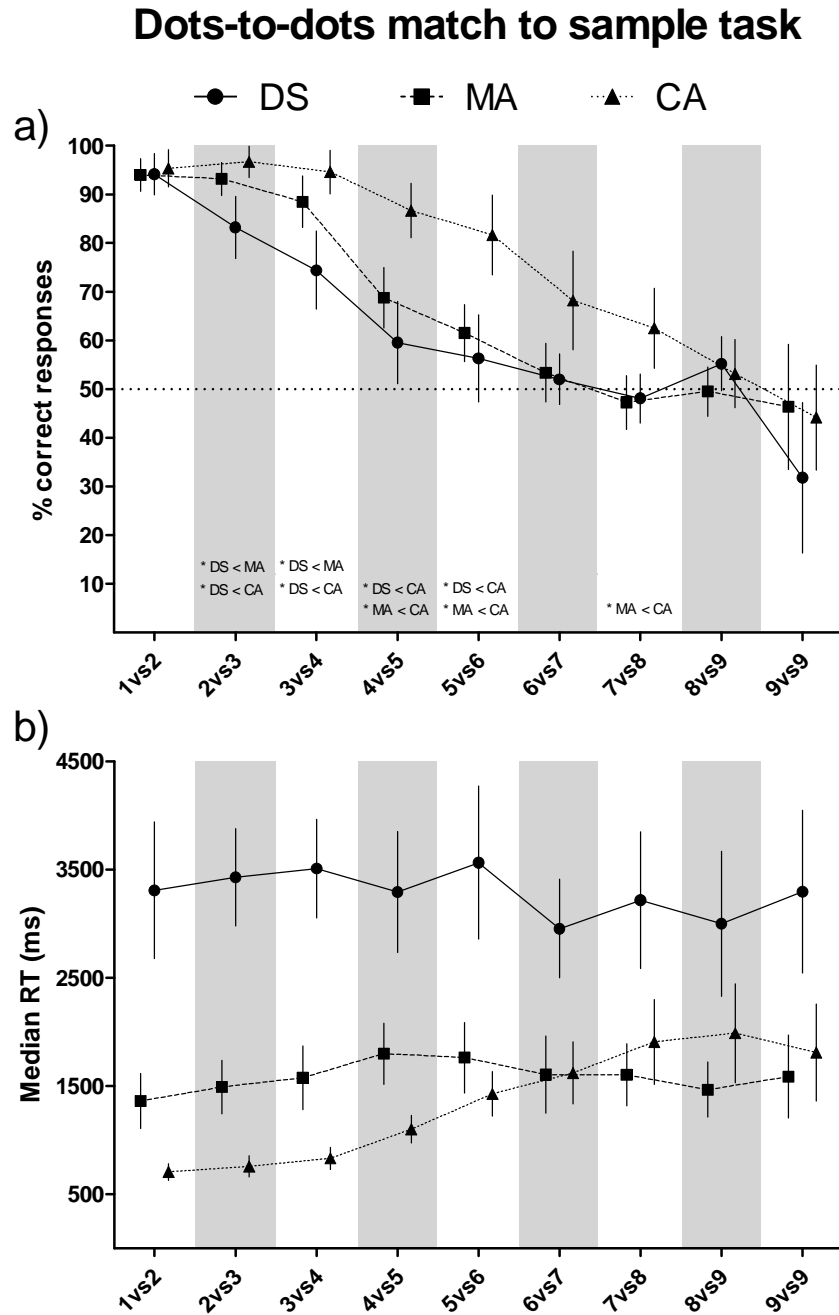 Dots-to-dots match to sample task
DS MA CA
a)
% correct responses
100
90
80
70
60
50
40
30
20
10
* DS < MA
* DS < CA
* DS < MA
* DS < CA
* DS < CA
* MA < CA
* DS < CA
* MA < CA
* MA < CA
1vs2 2vs3 3vs4 4vs5 5vs6 6vs7 7vs8 8vs9 9vs9
b)
Median RT (ms)
4500
3500
2500
1500
500
1vs2 2vs3 3vs4 4vs5 5vs6 6vs7 7vs8 8vs9 9vs9